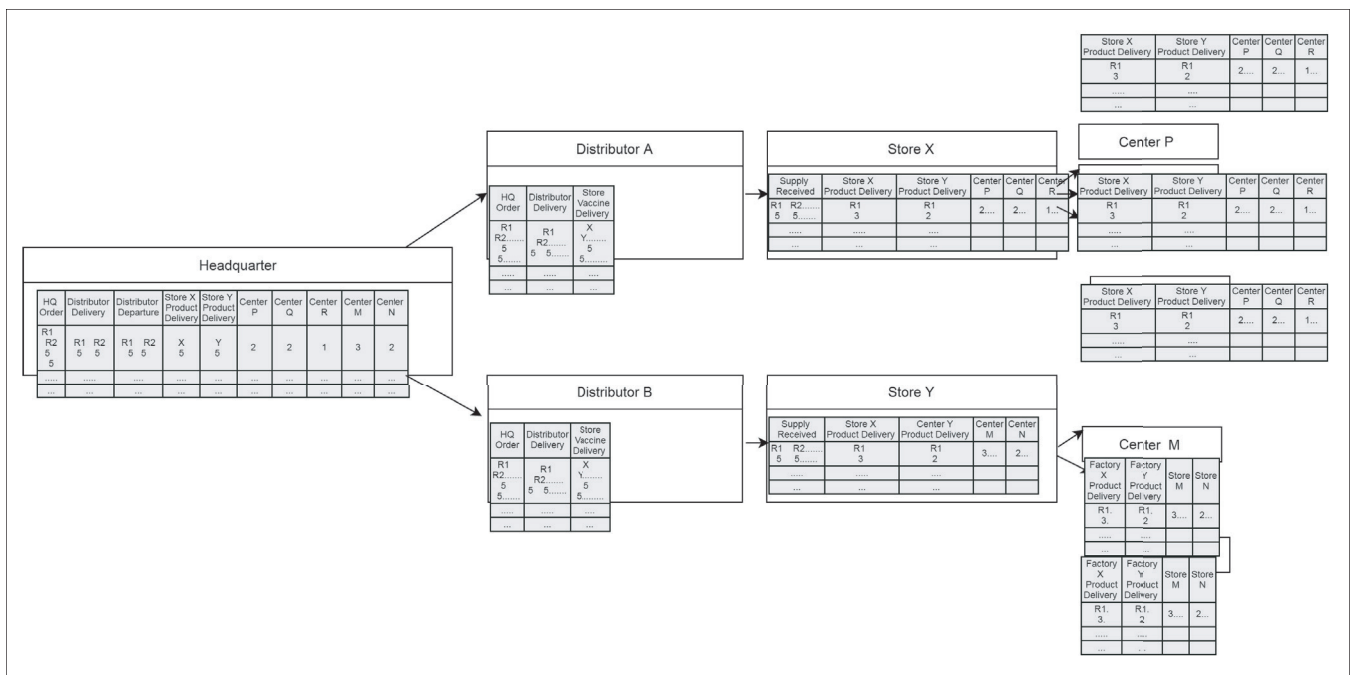 Headquarter
HQ Order Distributor Delivery Distributor Departure Store X Product Delivery Store Y Product Delivery Center P Center Q Center R Center M Center N
R1 R2 5 5 R1 R2 5 5 R1 R2 5 5 X 5 Y 5 2 2 1 3 2
..... ..... .... .... ... ... ... ... ... ...
... ... ... ... ... ... ... ... ... ...
Distributor A
HQ Order Distributor Delivery Store Vaccine Delivery
R1 R2....... 5 5........ R1 R2....... 5 5....... X Y........ 5 5.........
..... ..... ....
... ... ...
Distributor B
HQ Order Distributor Delivery Store Vaccine Delivery
R1 R2....... 5 5........ R1 R2....... 5 5....... X Y........ 5 5.........
..... ..... ....
... ... ...
Store X
Supply Received Store X Product Delivery Store Y Product Delivery Center P Center Q Center R
R1 R2....... 5 5....... R1 3 R1 2 2.... 2... 1...
..... ....
... ...
Store Y
Supply Received Store X Product Delivery Center Y Product Delivery Center M Center N
R1 R2....... 5 5....... R1 3 R1 2 3.... 2...
..... ....
... ...
Store X Product Delivery Store Y Product Delivery Center P Center Q Center R
R1 3 R1 2 2.... 2... 1...
..... ....
... ...
Center P
Store X Product Delivery Store Y Product Delivery Center P Center Q Center R
R1 3 R1 2 2.... 2... 1...
..... ....
... ...
Store X Product Delivery Store Y Product Delivery Center P Center Q Center R
R1 3 R1 2 2.... 2... 1...
..... ....
... ...
Center M
Factory X Product Delivery Factory Y Product Delivery Store M Store N
R1. 3. R1. 2 3.... 2...
..... ....
... ...
Factory X Product Delivery Factory Y Product Delivery Store M Store N
R1. 3. R1. 2 3.... 2...
..... ....
... ...